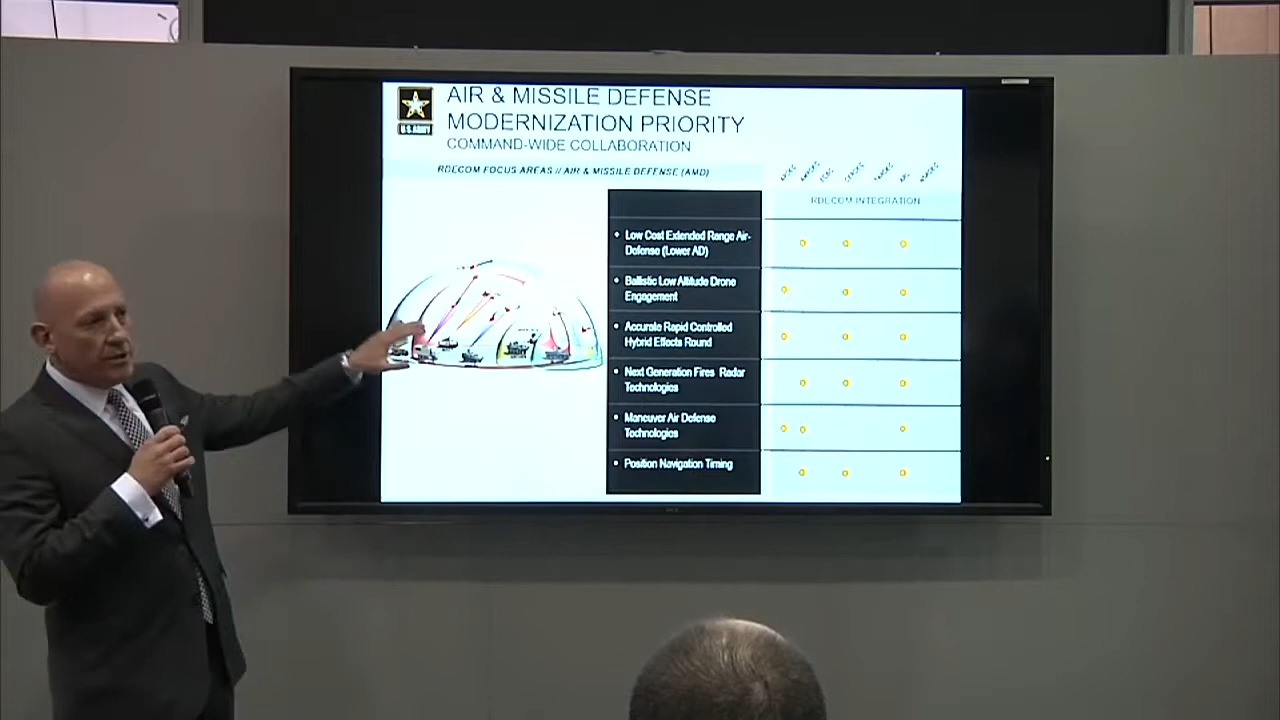 AIR & MISSILE DEFENSE
MODERNIZATION PRIORITY
COMMAND-WIDE COLLABORATION
U.S. ARMY
RDECOM FOCUS AREAS // AIR & MISSILE DEFENSE (AMD)
RDECOM INTEGRATION
• Low Cost Extended Range Air-
Defense (Lower AD)
• Ballistic Low Altitude Drone
Engagement
• Accurate Rapid Controlled
Hybrid Effects Round
• Next Generation Fires Radar
Technologies
• Maneuver Air Defense
Technologies
• Position Navigation Timing